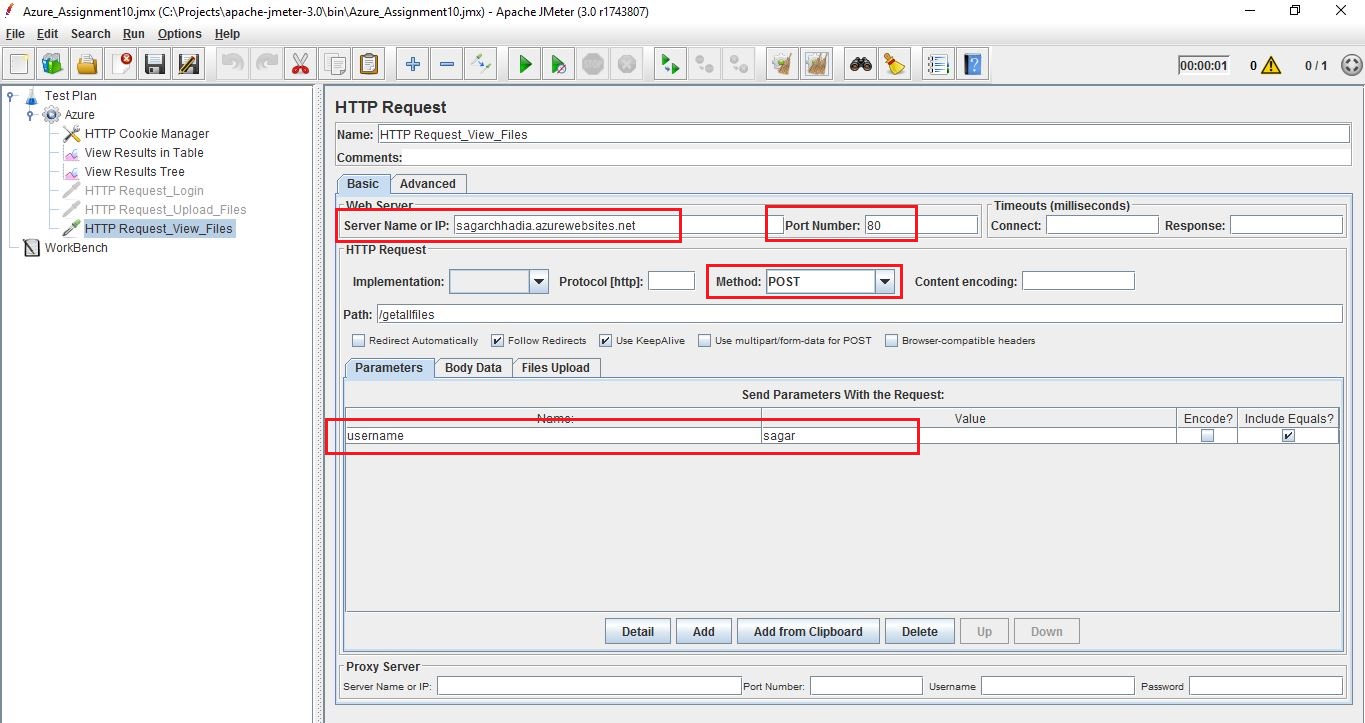 Azure_Assignment10.jmx (C:\Projects\apache-jmeter-3.0\bin\Azure_Assignment10.jmx) - Apache JMeter (3.0 r1743807)
File Edit Search Run Options Help
STOP 00:00:01 0 0 / 1
Test Plan
Azure
HTTP Cookie Manager
View Results in Table
View Results Tree
HTTP Request_Login
HTTP Request_Upload_Files
HTTP Request_View_Files
WorkBench
HTTP Request
Name: HTTP Request_View_Files
Comments:
Basic Advanced
Web Server Timeouts (milliseconds)
Server Name or IP: sagarchhadia.azurewebsites.net Port Number: 80 Connect: Response:
HTTP Request
Implementation: Protocol [http]: Method: POST Content encoding:
Path: /getallfiles
Redirect Automatically Follow Redirects Use KeepAlive Use multipart/form-data for POST Browser-compatible headers
Parameters Body Data Files Upload
Send Parameters With the Request:
Name: Value Encode? Include Equals?
username sagar
Detail Add Add from Clipboard Delete Up Down
Proxy Server
Server Name or IP: Port Number: Username Password